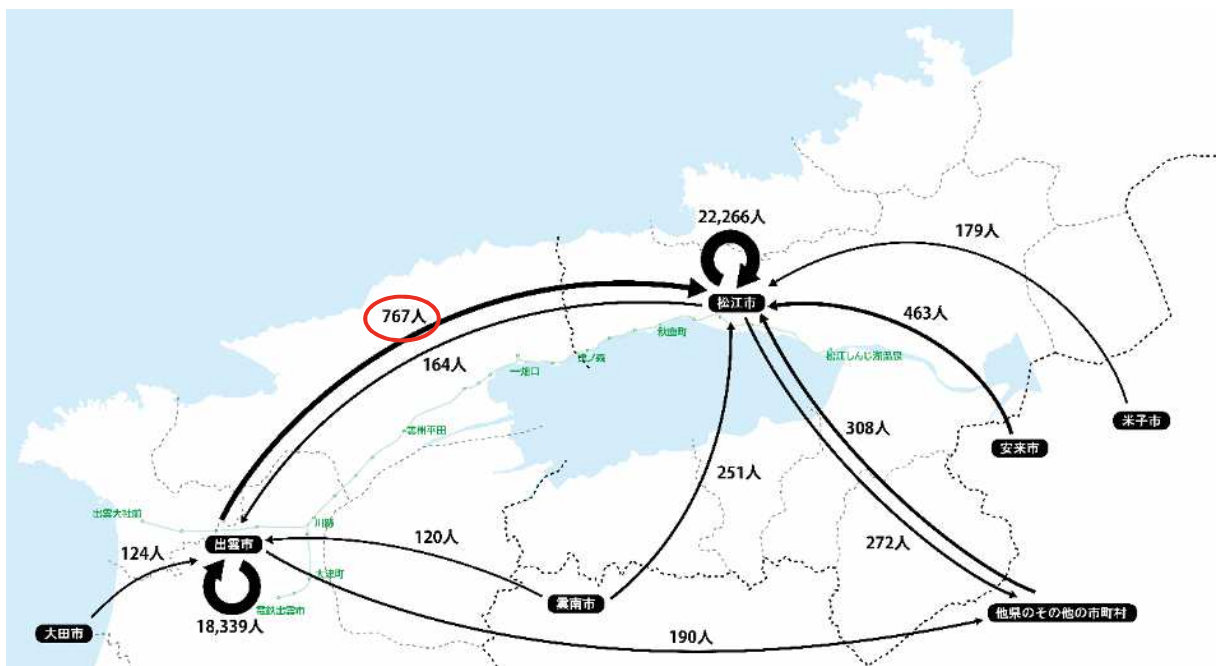 22,266人
179人
松江市
767人
463人
秋鹿町
164人
松江しんじ湖温泉
一畑口
米子市
雲州平田
308人
安来市
251人
出雲大社前
川跡
出雲市
120人
272人
124人
大津町
雲南市
電鉄出雲市
他県のその他の市町村
18,339人
大田市
190人